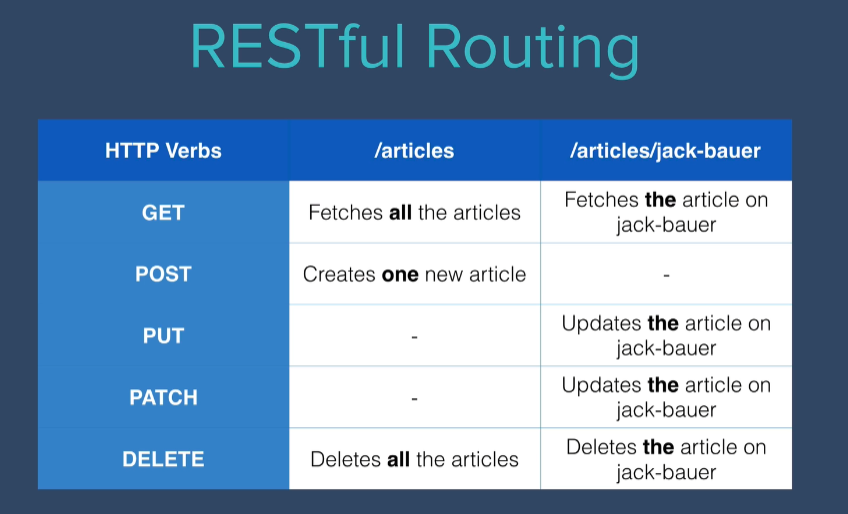 RESTful Routing
HTTP Verbs
/articles
/articles/jack-bauer
GET
Fetches all the articles
Fetches the article on
jack-bauer
POST
Creates one new article
-
PUT
-
Updates the article on
jack-bauer
PATCH
-
Updates the article on
jack-bauer
DELETE
Deletes all the articles
Deletes the article on
jack-bauer